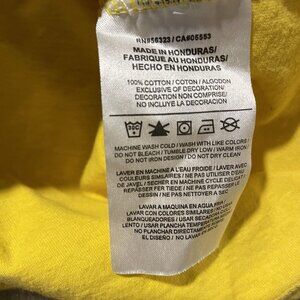 RN#56323 / CA#05553
MADE IN HONDURAS/
FABRIQUE AU HONDURAS/
HECHO EN HONDURAS
100% COTTON / COTON / ALGODON
EXCLUSIVE OF DECORATION/
DECORATION NON COMPRISE/
NO INCLUYE LA DECORACION
MACHINE WASH COLD / WASH WITH LIKE COLORS /
DO NOT BLEACH / TUMBLE DRY LOW / WARM IRON /
DO NOT IRON DESIGN / DO NOT DRY CLEAN
LAVER EN MACHINE A L'EAU FROIDE / LAVER AVEC
COULEURS SIMILAIRES / NE PAS UTILISER D'EAU
DE JAVEL / SECHER EN MACHINE CYCLE DELICAT
REPASSER FER TIEDE / NE PAS REPASSER LE
DESSIN / NE PAS NETTOYER A SEC
LAVAR A MAQUINA EN AGUA FRIA
CON COLORES SIMILARES / NO USAR
BLANQUEADORES / USAR SECADORA CICLO
LENTO / USAR PLANCHA TEMPERATURA
NO PLANCHAR DIRECTAMENTE
EL DISEÑO / NO LAVAR EN